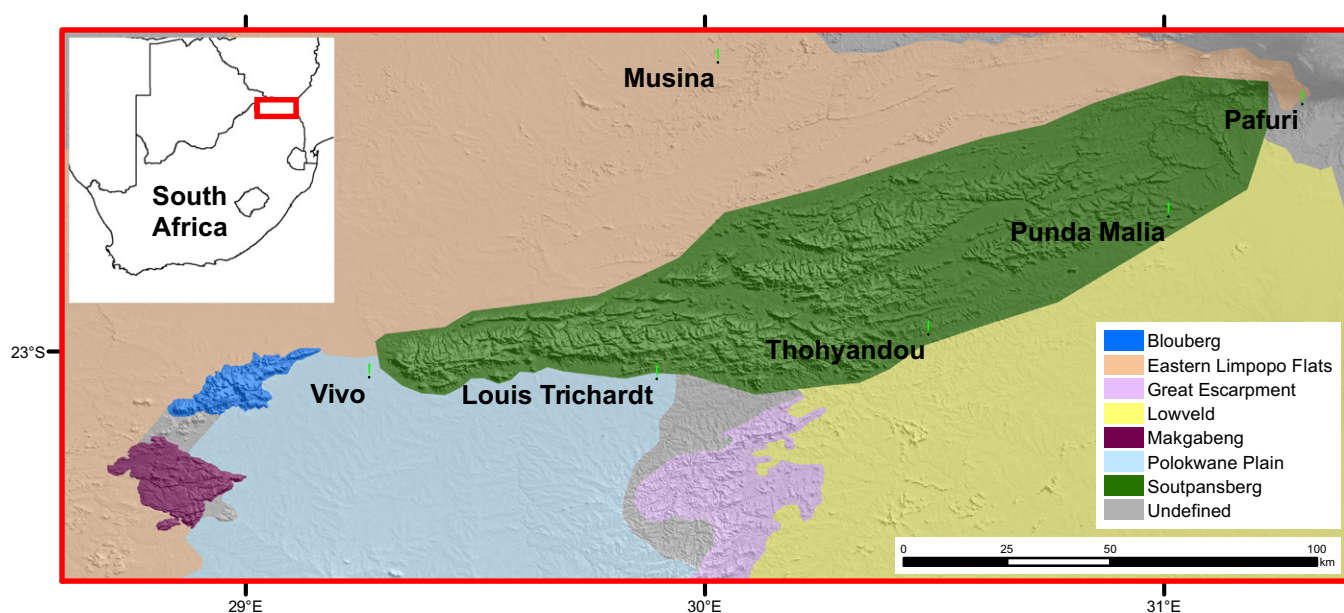 Musina
Pafuri
South
Africa
Punda Malia
23°S
Thohyandou
Vivo
Louis Trichardt
Blouberg
Eastern Limpopo Flats
Great Escarpment
Lowveld
Makgabeng
Polokwane Plain
Soutpansberg
Undefined
0 25 50 100
km
29°E 30°E 31°E